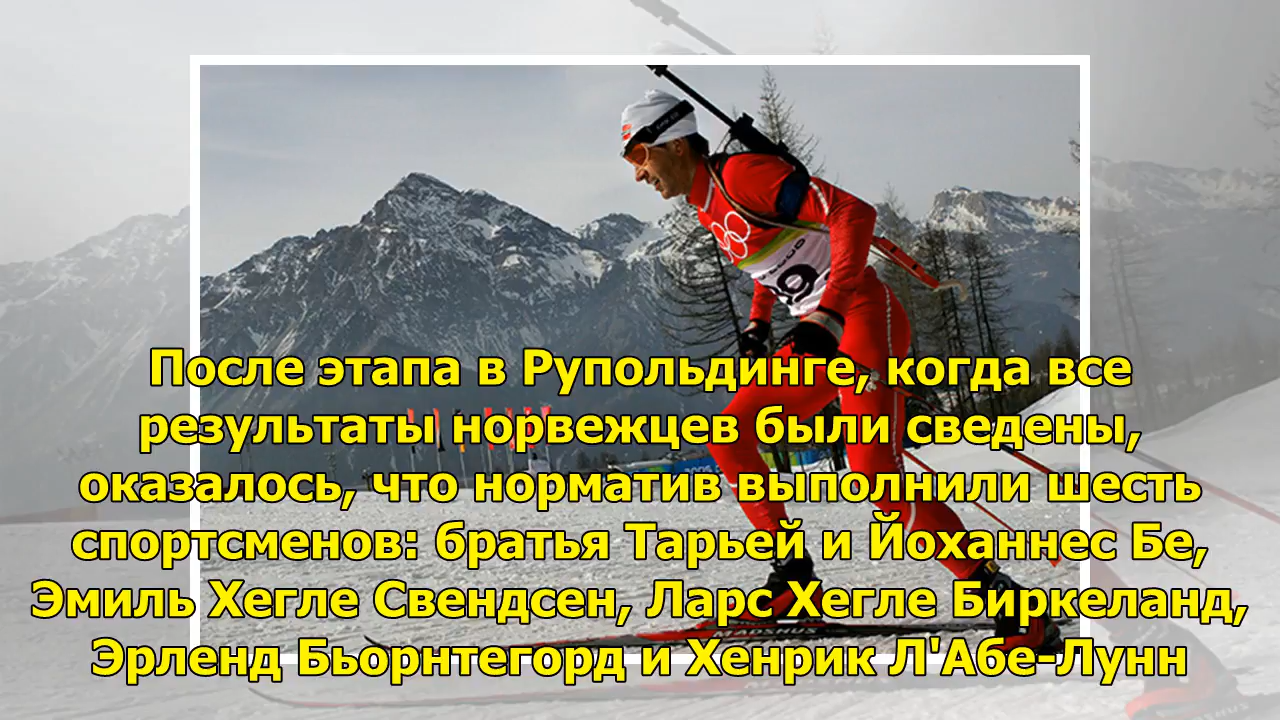 После этапа в Рупольдинге, когда все
результаты норвежцев были сведены,
оказалось, что норматив выполнили шесть
спортсменов: братья Тарьей и Йоханнес Бе,
Эмиль Хегле Свендсен, Ларс Хегле Биркеланд,
Эрленд Бьорнтегорд и Хенрик Л'Абе-Лунн